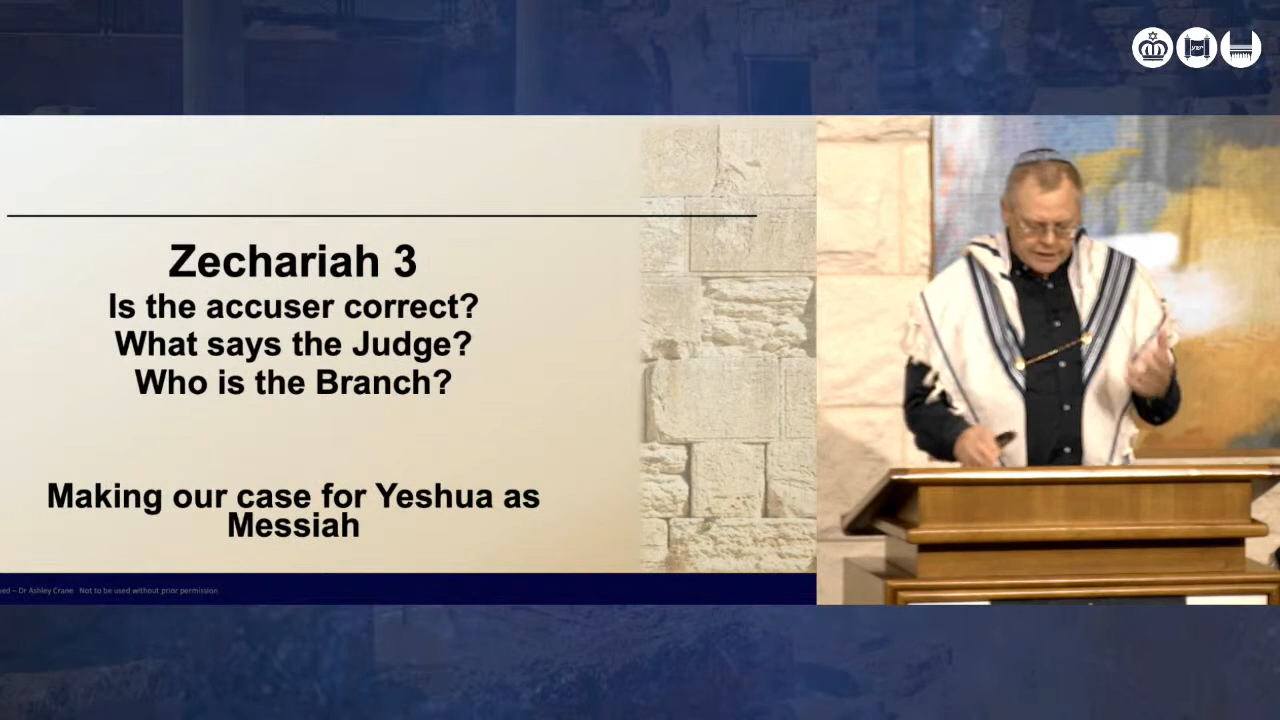 Zechariah 3
Is the accuser correct?
What says the Judge?
Who is the Branch?
Making our case for Yeshua as
Messiah
– Dr Ashley Crane Not to be used without prior permission